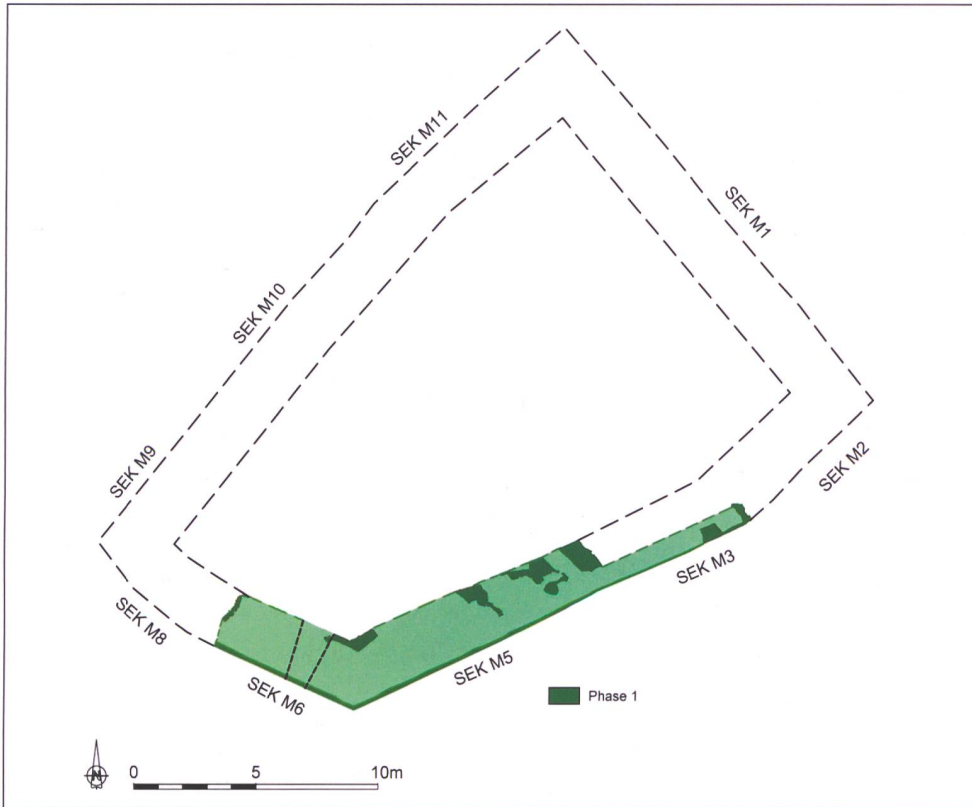 SEK M11
SEK M1
SEK M10
SEK M9
SEK M2
SEK M3
SEK M8
SEK M5
SEK M6
Phase 1
N
0 5 10m